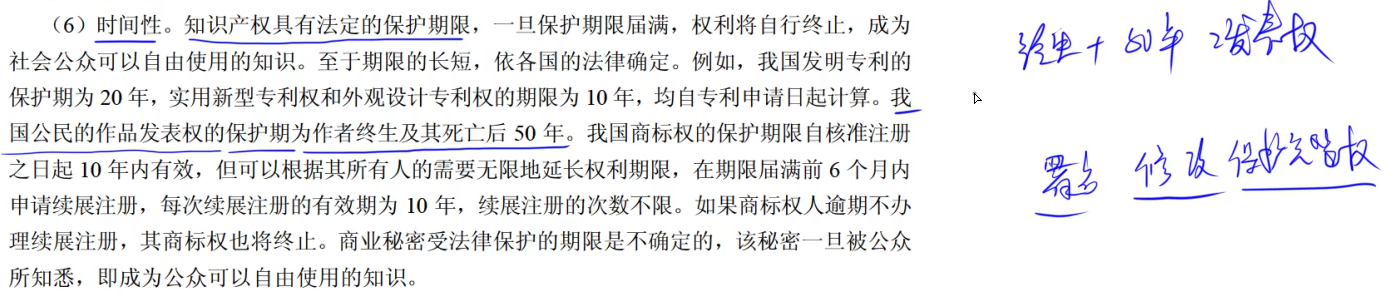 （6）时间性。知识产权具有法定的保护期限，一旦保护期限届满，权利将自行终止，成为
社会公众可以自由使用的知识。至于期限的长短，依各国的法律确定。例如，我国发明专利的
保护期为 20 年，实用新型专利权和外观设计专利权的期限为 10 年，均自专利申请日起计算。我
国公民的作品发表权的保护期为作者终生及其死亡后 50 年。我国商标权的保护期限自核准注册
之日起 10 年内有效，但可以根据其所有人的需要无限地延长权利期限，在期限届满前 6 个月内
申请续展注册，每次续展注册的有效期为 10 年，续展注册的次数不限。如果商标权人逾期不办
理续展注册，其商标权也将终止。商业秘密受法律保护的期限是不确定的，该秘密一旦被公众
所知悉，即成为公众可以自由使用的知识。
终生＋50年 发表权
署名 修改 保护完整权